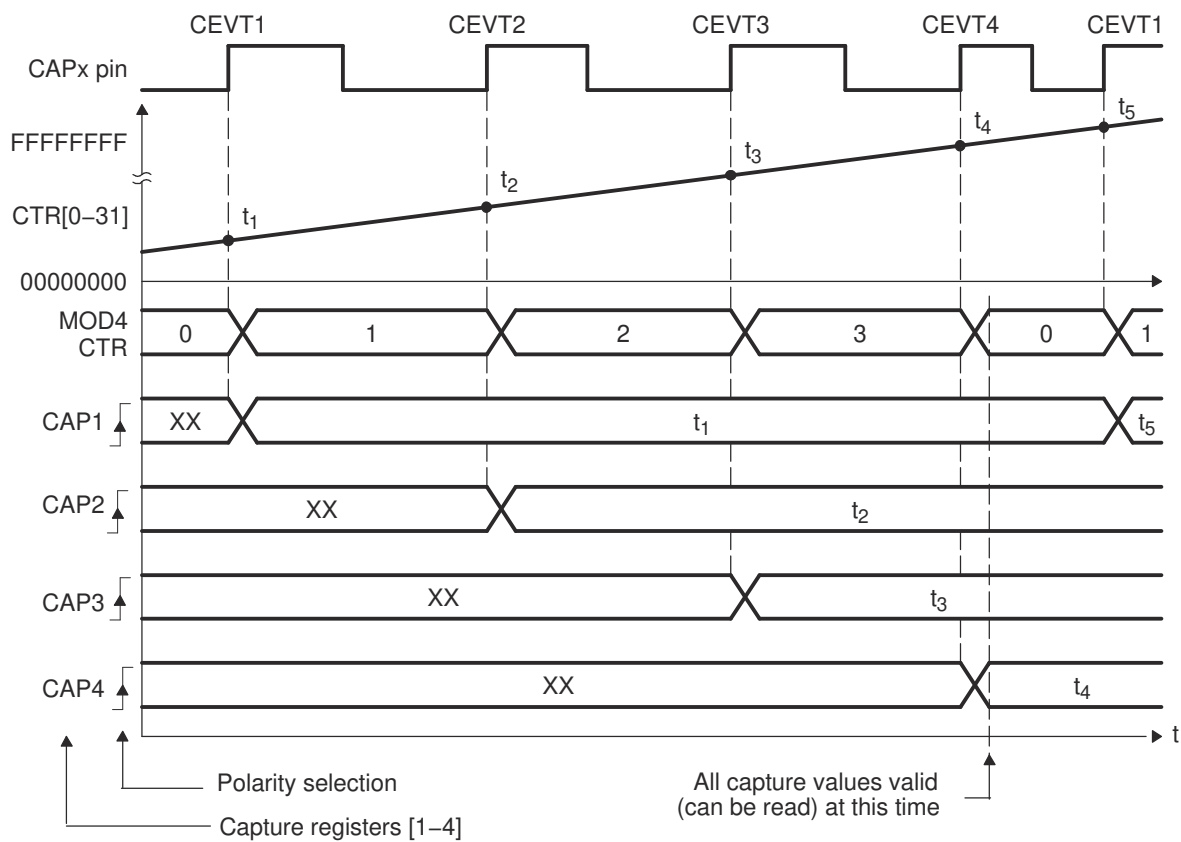 CEVT1 CEVT2 CEVT3 CEVT4 CEVT1
CAPx pin
FFFFFFFF
t5
t4
t3
t2
CTR[0−31]
t1
00000000
MOD4
CTR
0 1 2 3 0 1
CAP1 XX t1 t5
CAP2 XX t2
CAP3 XX t3
CAP4 XX t4
t
Polarity selection
Capture registers [1−4]
All capture values valid
(can be read) at this time